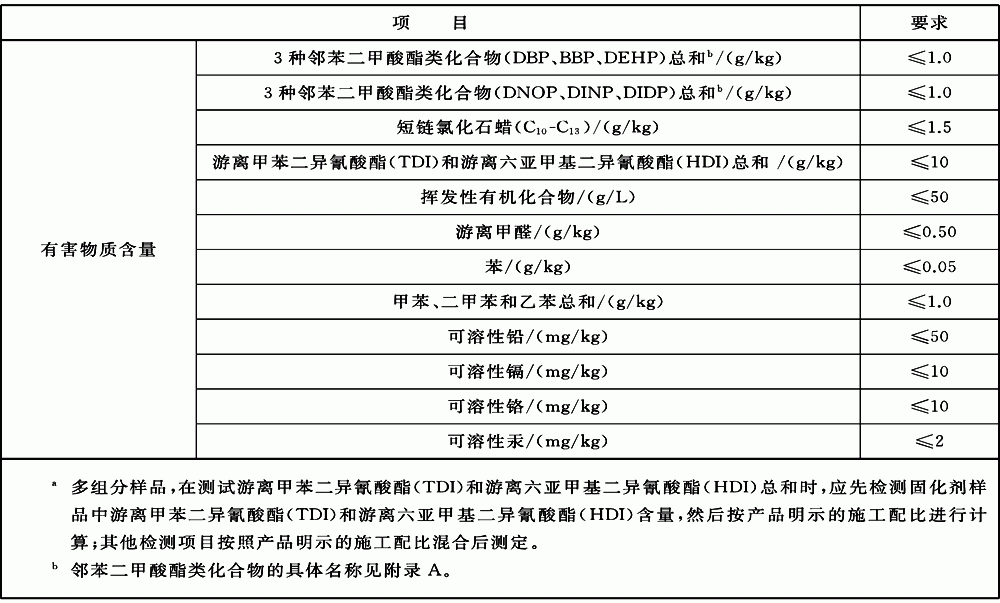 项 目 要求
有害物质含量
3种邻苯二甲酸酯类化合物(DBP、BBP、DEHP)总和ᵇ/(g/kg) ≤1.0
3种邻苯二甲酸酯类化合物(DNOP、DINP、DIDP)总和ᵇ/(g/kg) ≤1.0
短链氯化石蜡(C₁₀-C₁₃)/(g/kg) ≤1.5
游离甲苯二异氰酸酯(TDI)和游离六亚甲基二异氰酸酯(HDI)总和 /(g/kg) ≤10
挥发性有机化合物/(g/L) ≤50
游离甲醛/(g/kg) ≤0.50
苯/(g/kg) ≤0.05
甲苯、二甲苯和乙苯总和/(g/kg) ≤1.0
可溶性铅/(mg/kg) ≤50
可溶性镉/(mg/kg) ≤10
可溶性铬/(mg/kg) ≤10
可溶性汞/(mg/kg) ≤2
ᵃ 多组分样品,在测试游离甲苯二异氰酸酯(TDI)和游离六亚甲基二异氰酸酯(HDI)总和时,应先检测固化剂样
品中游离甲苯二异氰酸酯(TDI)和游离六亚甲基二异氰酸酯(HDI)含量,然后按产品明示的施工配比进行计
算;其他检测项目按照产品明示的施工配比混合后测定。
ᵇ 邻苯二甲酸酯类化合物的具体名称见附录 A。